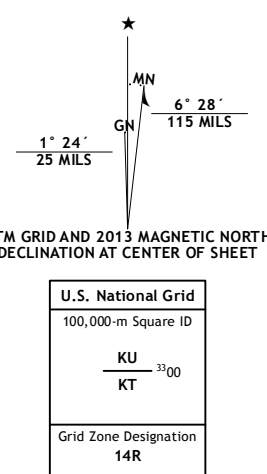 ★
MN
GN
6° 28´
115 MILS
1° 24´
25 MILS
TM GRID AND 2013 MAGNETIC NORTH
DECLINATION AT CENTER OF SHEET
U.S. National Grid
100,000-m Square ID
KU
3300
KT
Grid Zone Designation
14R